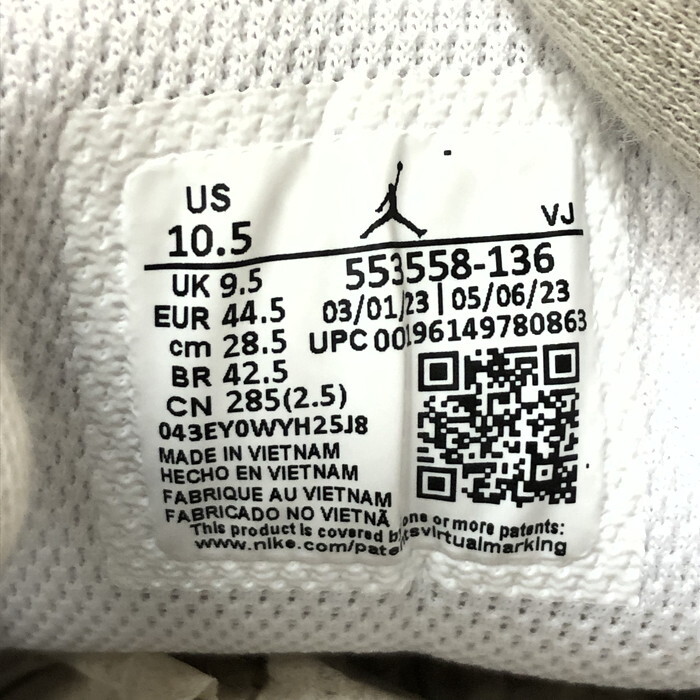 US
10.5
VJ
UK 9.5
EUR 44.5
cm 28.5
BR 42.5
CN 285(2.5)
043EY0WYH25J8
553558-136
03/01/23 | 05/06/23
UPC 00196149780863
MADE IN VIETNAM
HECHO EN VIETNAM
FABRIQUE AU VIETNAM
FABRICADO NO VIETNÃ
This product is covered by one or more patents:
www.nike.com/pate tsvirtualmarking